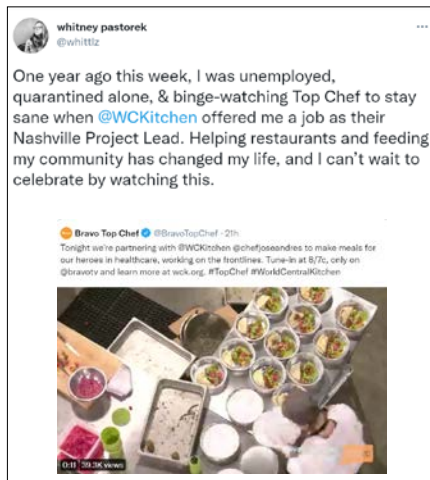 whitney pastorek
@whittlz
One year ago this week, I was unemployed,
quarantined alone, & binge-watching Top Chef to stay
sane when @WCKitchen offered me a job as their
Nashville Project Lead. Helping restaurants and feeding
my community has changed my life, and I can't wait to
celebrate by watching this.
Bravo Top Chef @BravoTopChef · 21h
Tonight we're partnering with @WCKitchen @chefjoseandres to make meals for
our heroes in healthcare, working on the frontlines. Tune-in at 8/7c, only on
@bravotv and learn more at wck.org. #TopChef #WorldCentralKitchen
0:11 39.3K views